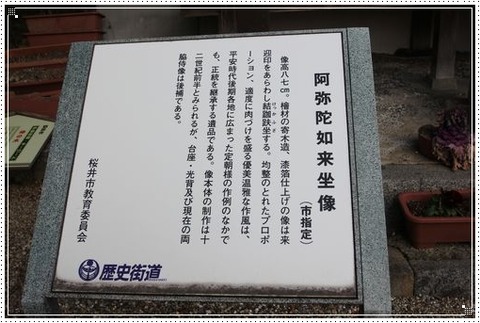 阿弥陀如来坐像
（市指定）
像高八七㎝。檜材の寄木造、漆箔仕上げの像は来
迎印をあらわし結跏趺坐する。均整のとれたプロポ
けっかふざ
ーション、適度に肉づけを盛る優美温雅な作風は、
平安時代後期各地に広まった定朝様の作例のなかで
も、正統を継承する遺品である。像本体の制作は十
二世紀前半とみられるが、台座・光背及び現在の両
脇侍像は後補である。
桜井市教育委員会
歴史街道